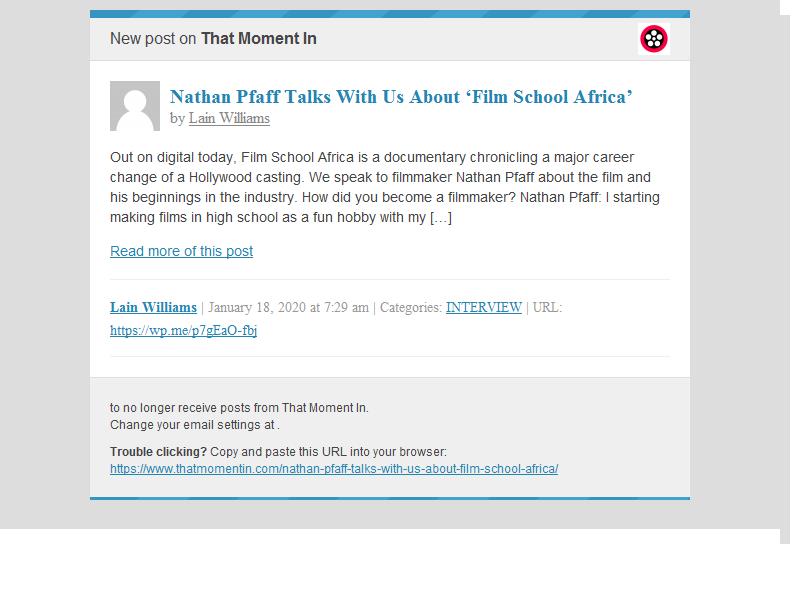 New post on That Moment In
Nathan Pfaff Talks With Us About ‘Film School Africa’
by Lain Williams
Out on digital today, Film School Africa is a documentary chronicling a major career
change of a Hollywood casting. We speak to filmmaker Nathan Pfaff about the film and
his beginnings in the industry. How did you become a filmmaker? Nathan Pfaff: I starting
making films in high school as a fun hobby with my […]
Read more of this post
Lain Williams | January 18, 2020 at 7:29 am | Categories: INTERVIEW | URL:
https://wp.me/p7gEaO-fbj
to no longer receive posts from That Moment In.
Change your email settings at .
Trouble clicking? Copy and paste this URL into your browser:
https://www.thatmomentin.com/nathan-pfaff-talks-with-us-about-film-school-africa/